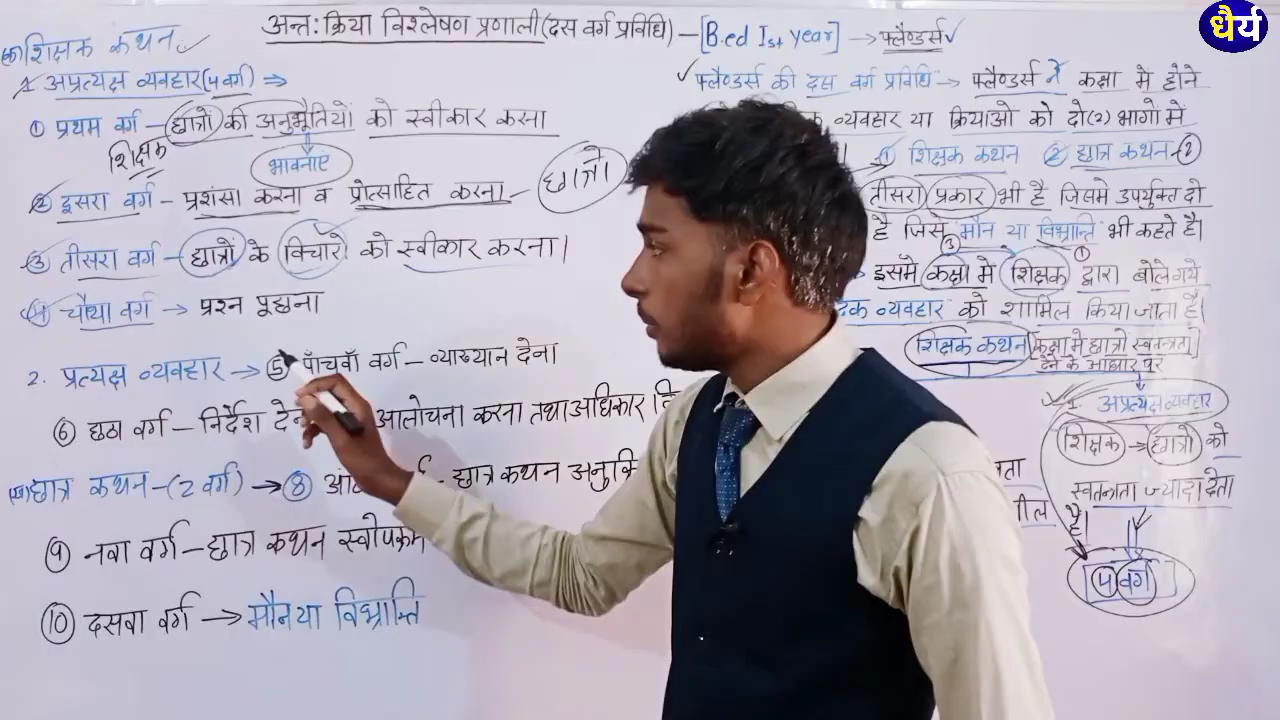 अन्त:क्रिया विश्लेषण प्रणाली(दस वर्ग प्रविधि)—[B.ed Ist year] → फ्लैण्डर्स✓
धैर्य
शिक्षक कथन ✓
1. अप्रत्यक्ष व्यवहार(4 वर्ग) ⇒
① प्रथम वर्ग — छात्रों की अनुभूतियों को स्वीकार करना
शिक्षक
भावनाए
② दूसरा वर्ग — प्रशंसा करना व प्रोत्साहित करना — छात्रों
③ तीसरा वर्ग — छात्रों के विचारो को स्वीकार करना।
④ चौथा वर्ग → प्रश्न पूछना
2. प्रत्यक्ष व्यवहार → ⑤ पाँचवाँ वर्ग — व्याख्यान देना
⑥ छठा वर्ग — निर्देश देन आलोचना करना तथा अधिकार
छात्र कथन—(2 वर्ग) → ⑧ छात्र कथन अनुक्रि
⑨ नवा वर्ग — छात्र कथन स्वोपक्रम
⑩ दसवा वर्ग → मौन या विभ्रान्ति
✓ फ्लैण्डर्स की दस वर्ग प्रविधि → फ्लैण्डर्स ने कक्षा में होने
व्यवहार या क्रियाओ को दो(२) भागो में
① शिक्षक कथन ② छात्र कथन—②
तीसरा प्रकार भी है जिसमे उपर्युक्त दो
है जिसे मौन या विभ्रान्ति भी कहते है।
③ ①
इसमे कक्षा मे शिक्षक द्वारा बोले गये
व्यवहार को शामिल किया जाता है।
शिक्षक कथन [कक्षा मे छात्रो स्वतन्त्रता]
देने के आधार पर
✓ 1. अप्रत्यक्ष व्यवहार
शिक्षक → छात्रों को
स्वतन्त्रता ज्यादा देता
है।
4 वर्ग